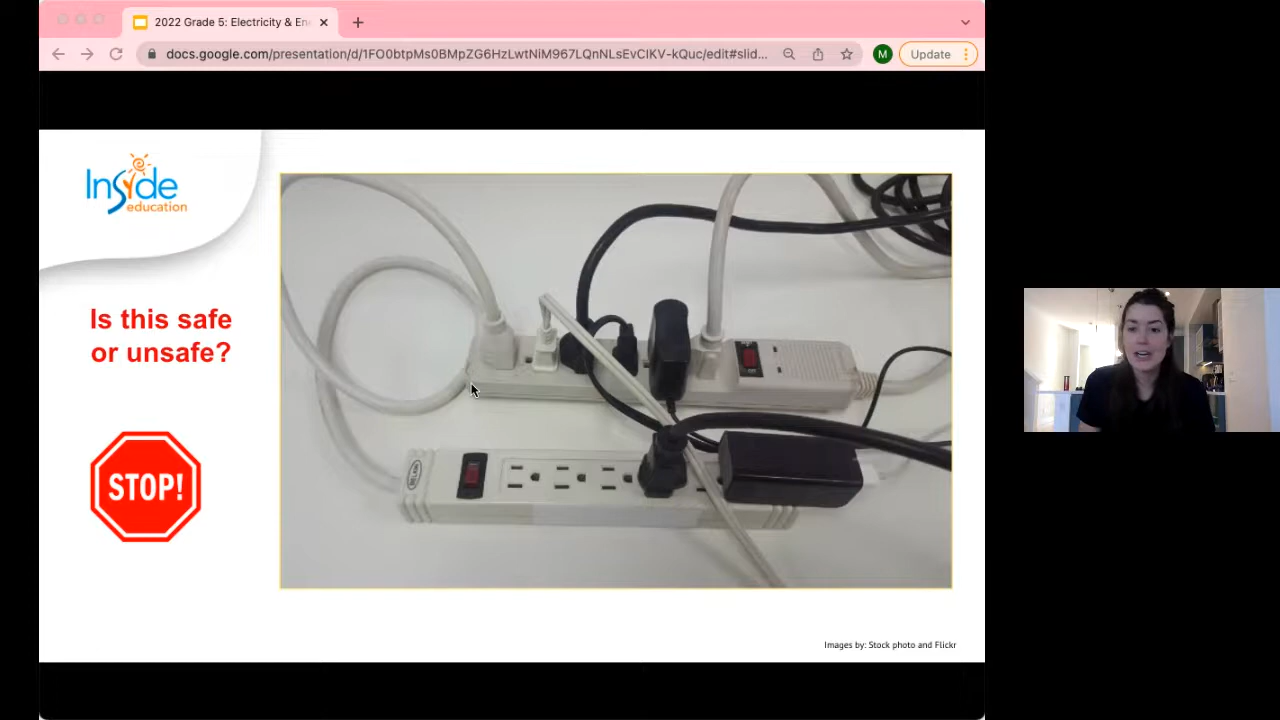 2022 Grade 5: Electricity & En
docs.google.com/presentation/d/1FO0btpMs0BMpZG6HzLwtNiM967LQnNLsEvCIKV-kQuc/edit#slid...
M
Update
Inside
education
Is this safe
or unsafe?
STOP!
BELKIN
Images by: Stock photo and Flickr